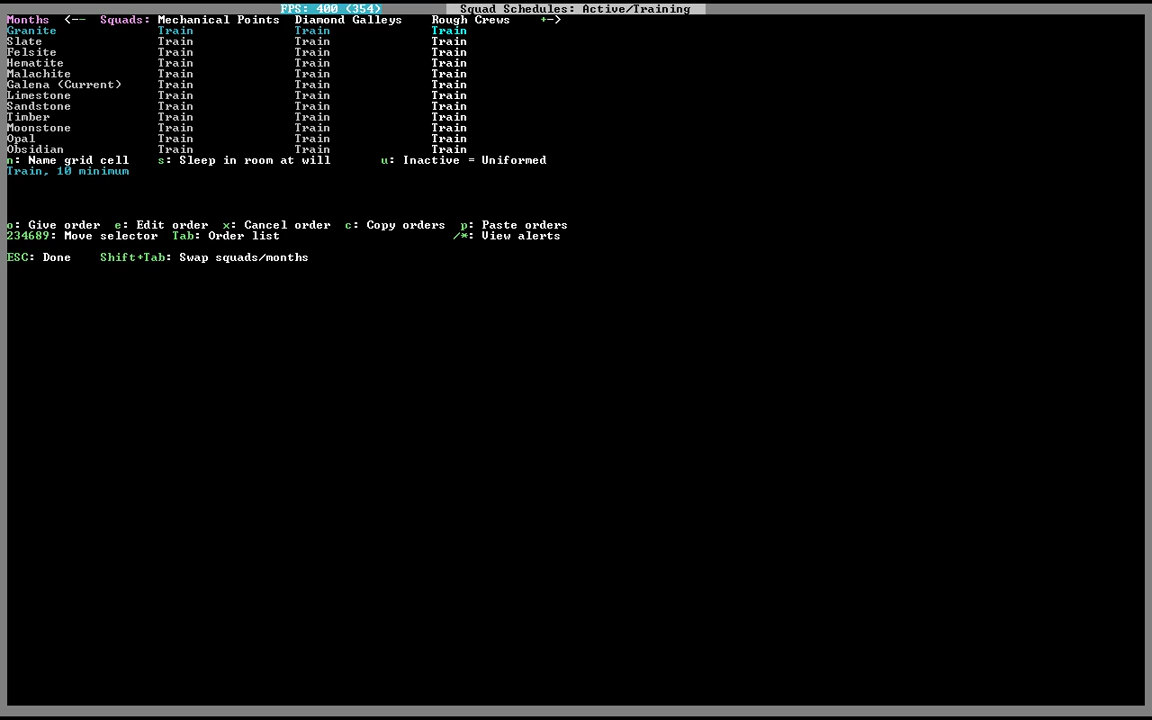 FPS: 400 (354) Squad Schedules: Active/Training
Months <-- Squads: Mechanical Points Diamond Galleys Rough Crews +->
Granite Train Train Train
Slate Train Train Train
Felsite Train Train Train
Hematite Train Train Train
Malachite Train Train Train
Galena (Current) Train Train Train
Limestone Train Train Train
Sandstone Train Train Train
Timber Train Train Train
Moonstone Train Train Train
Opal Train Train Train
Obsidian Train Train Train
n: Name grid cell s: Sleep in room at will u: Inactive = Uniformed
Train, 10 minimum
o: Give order e: Edit order x: Cancel order c: Copy orders p: Paste orders
234689: Move selector Tab: Order list /*: View alerts
ESC: Done Shift+Tab: Swap squads/months